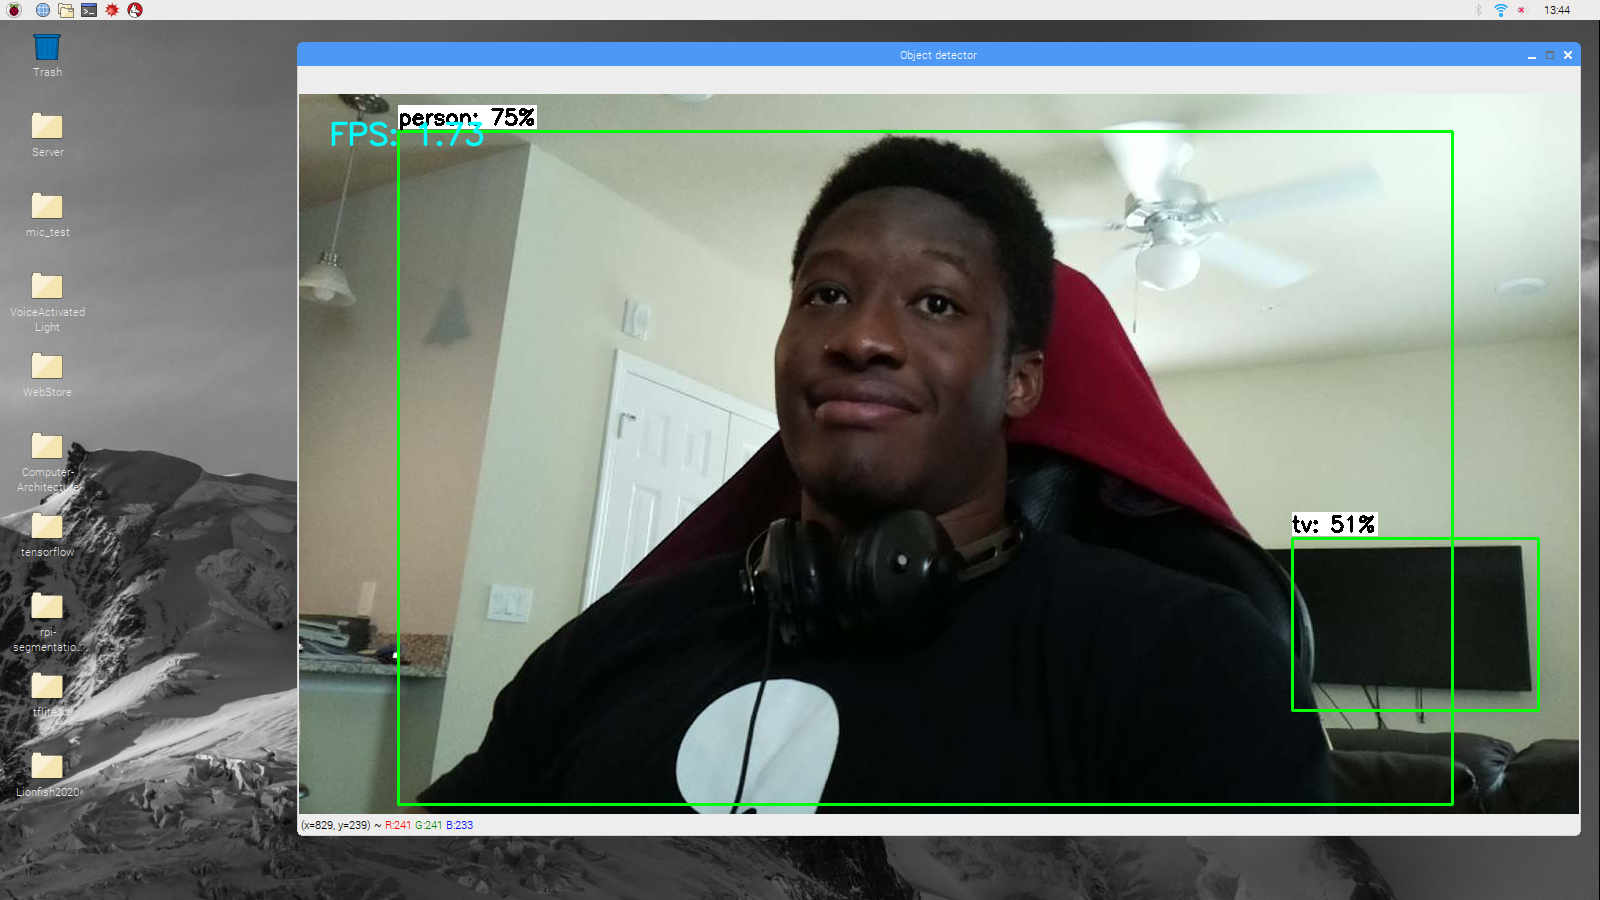 13:44
Trash
Server
mic_test
VoiceActivated
Light
WebStore
Computer-
Architecture
tensorflow
rpi-
segmentatio...
tflite
Lionfish2020
Object detector
person: 75%
FPS: 1.73
tv: 51%
(x=829, y=239) ~ R:241 G:241 B:233